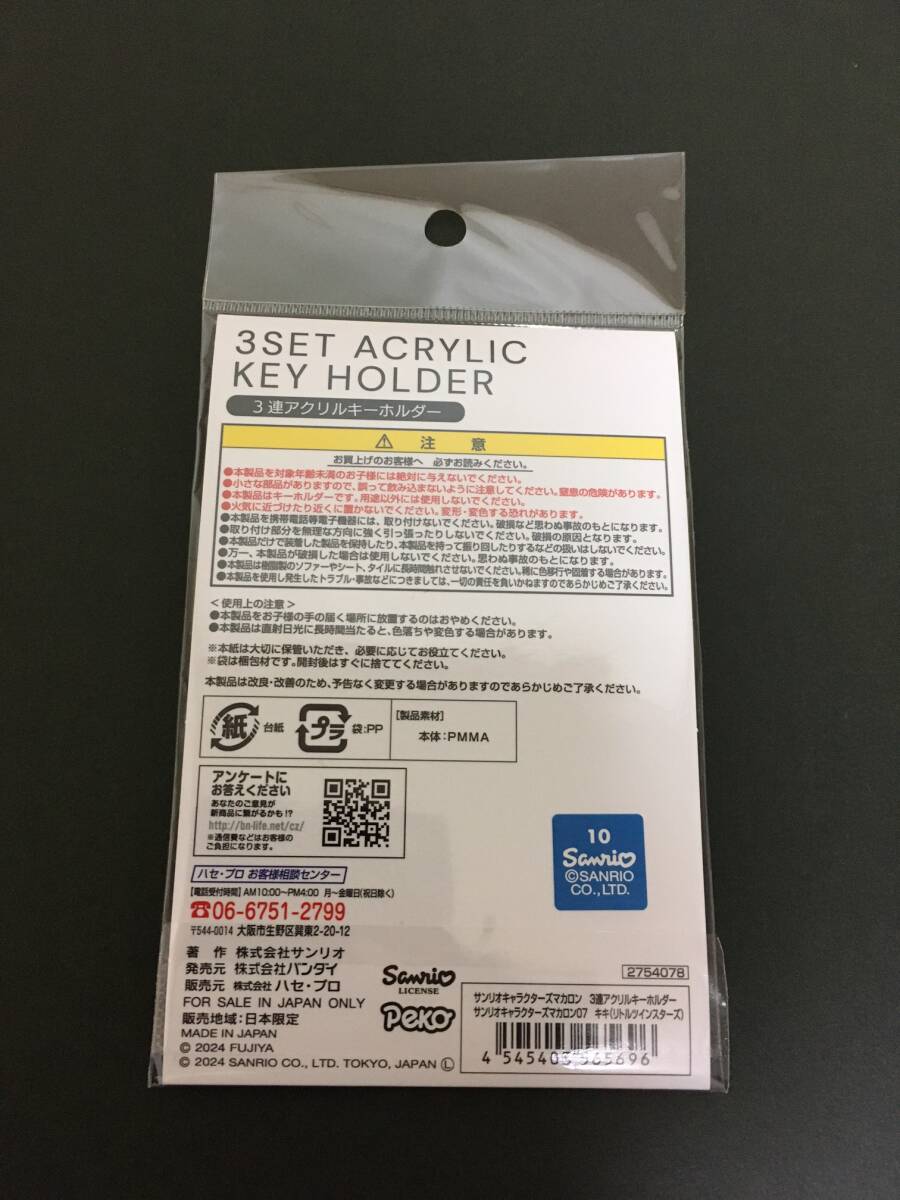 3SET ACRYLIC
KEY HOLDER
3連アクリルキーホルダー
注 意
お買上げのお客様へ 必ずお読みください。
●本製品を対象年齢未満のお子様には絶対に与えないでください。
●小さな部品がありますので、誤って飲み込まないように注意してください。窒息の危険があります。
●本製品はキーホルダーです。用途以外には使用しないでください。
●火気に近づけたり近くに置かないでください。変形・変色する恐れがあります。
●本製品を携帯電話等電子機器には、取り付けないでください。破損など思わぬ事故のもとになります。
●取り付け部分を無理な方向に強く引っ張ったりしないでください。破損の原因となります。
●本製品だけで装着した製品を保持したり、本製品を持って振り回したりするなどの扱いはしないでください。
●万一、本製品が破損した場合は使用しないでください。思わぬ事故のもとになります。
●本製品は樹脂製のソファーやシート、タイルに長時間触れさせないでください。稀に色移行や固着する場合があります。
●本製品を使用し発生したトラブル・事故などにつきましては、一切の責任を負いかねますのであらかじめご了承ください。
＜使用上の注意＞
●本製品をお子様の手の届く場所に放置するのはおやめください。
●本製品は直射日光に長時間当たると、色落ちや変色する場合があります。
※本紙は大切に保管いただき、必要に応じてお役立てください。
※袋は梱包材です。開封後はすぐに捨ててください。
本製品は改良・改善のため、予告なく変更する場合がありますのであらかじめご了承ください。
紙 台紙 プラ 袋:PP
[製品素材]
本体:PMMA
アンケートに
お答えください
あなたのご意見が
新商品に繋がるかも!?
http://bn-life.net/cz/
※通信費などはお客様の
ご負担になります。
10
Sanrio
©SANRIO
CO.,LTD.
ハセ・プロ お客様相談センター
【電話受付時間】AM10:00〜PM4:00 月〜金曜日(祝日除く)
☎06-6751-2799
〒544-0014 大阪市生野区巽東2-20-12
著 作 株式会社サンリオ
発売元 株式会社バンダイ
販売元 株式会社 ハセ・プロ
FOR SALE IN JAPAN ONLY
販売地域:日本限定
MADE IN JAPAN
© 2024 FUJIYA
© 2024 SANRIO CO., LTD. TOKYO, JAPAN Ⓛ
Sanrio
LICENSE
Peko
2754078
サンリオキャラクターズマカロン 3連アクリルキーホルダー
サンリオキャラクターズマカロン07 キキ(リトルツインスターズ)